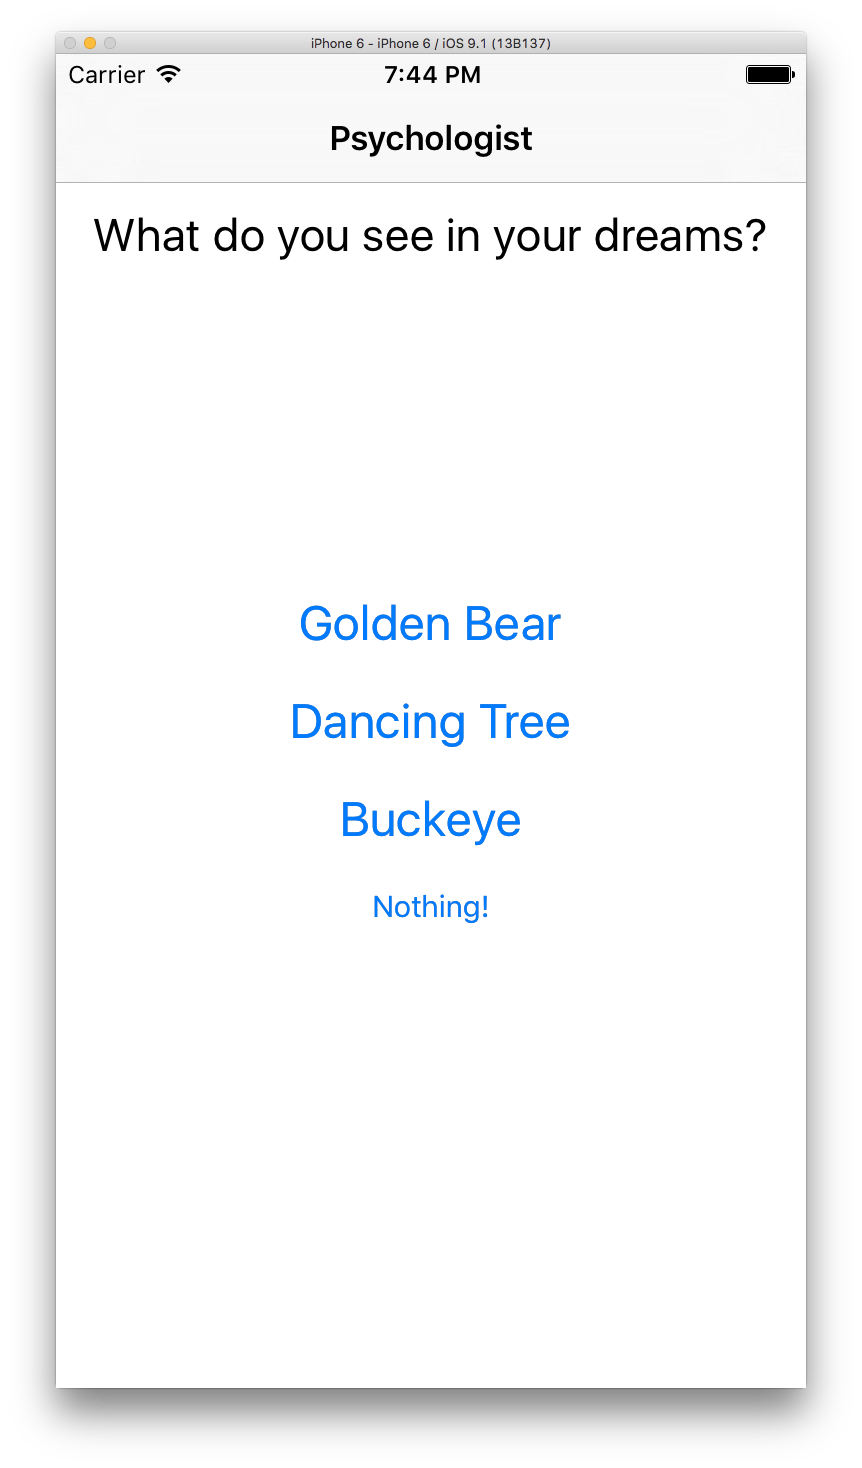 iPhone 6 - iPhone 6 / iOS 9.1 (13B137)
Carrier 7:44 PM
Psychologist
What do you see in your dreams?
Golden Bear
Dancing Tree
Buckeye
Nothing!